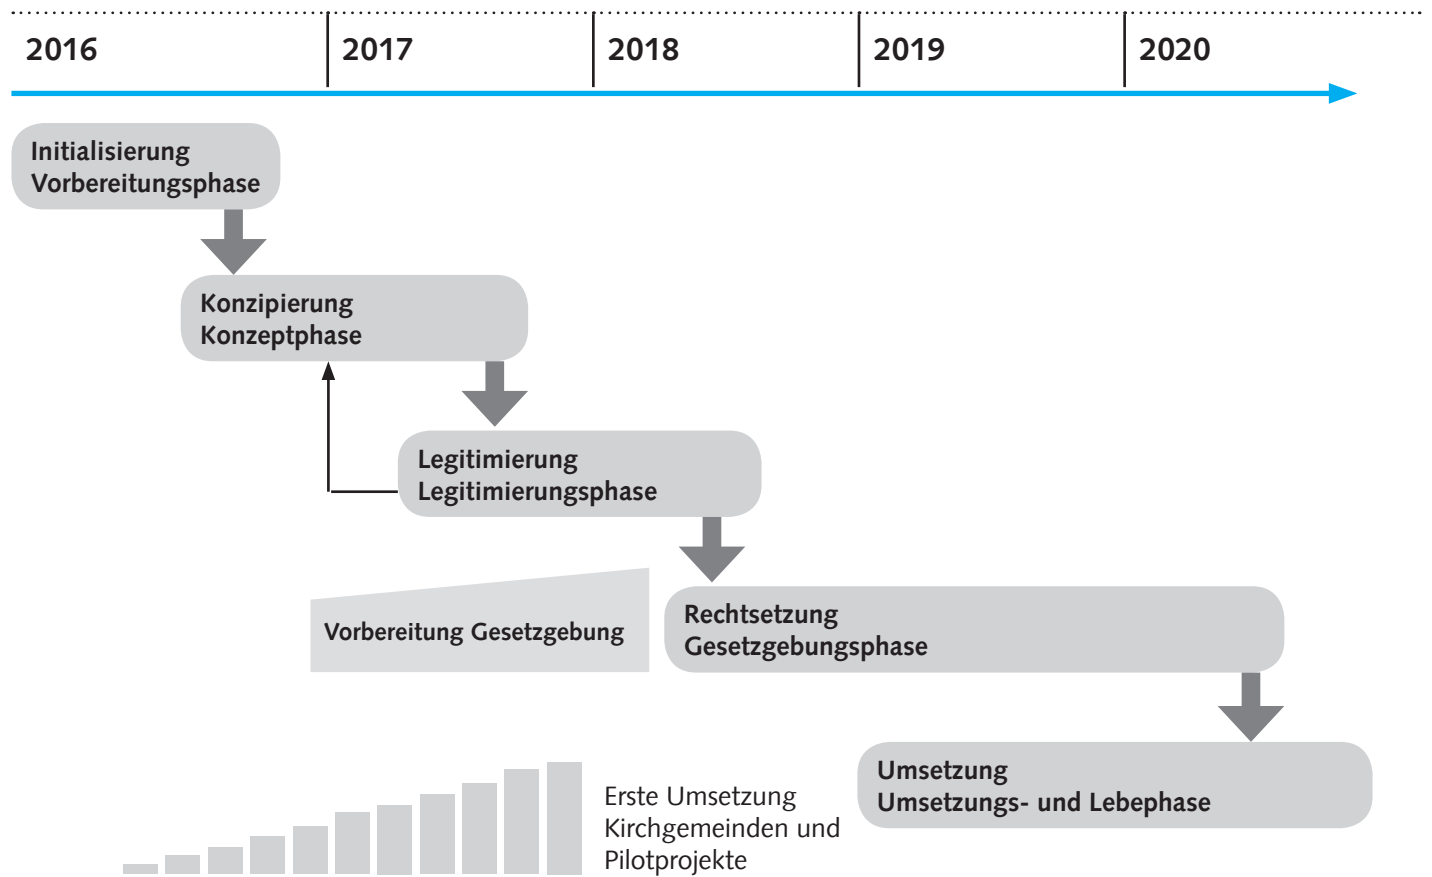 2016 2017 2018 2019 2020
Initialisierung
Vorbereitungsphase
Konzipierung
Konzeptphase
Legitimierung
Legitimierungsphase
Vorbereitung Gesetzgebung
Rechtsetzung
Gesetzgebungsphase
Umsetzung
Umsetzungs- und Lebephase
Erste Umsetzung
Kirchgemeinden und
Pilotprojekte